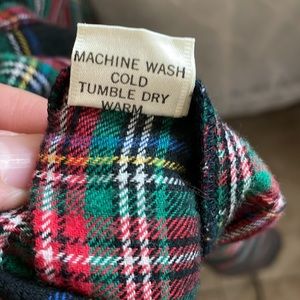 MACHINE WASH
COLD
TUMBLE DRY
WARM